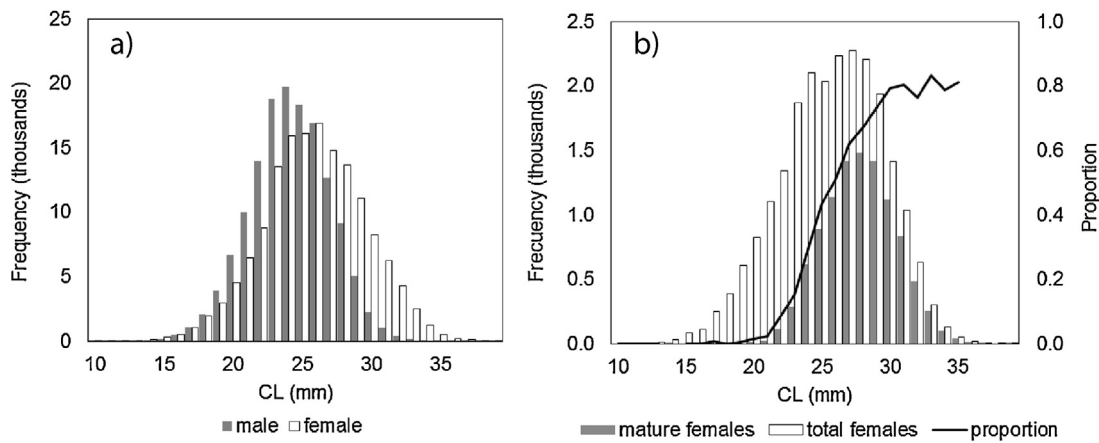 a)
25
20
15
10
5
0
Frequency (thousands)
10 15 20 25 30 35
CL (mm)
male female
b)
2.5
2.0
1.5
1.0
0.5
0.0
Frecuency (thousands)
1.0
0.8
0.6
0.4
0.2
0.0
Proportion
10 15 20 25 30 35
CL (mm)
mature females total females proportion